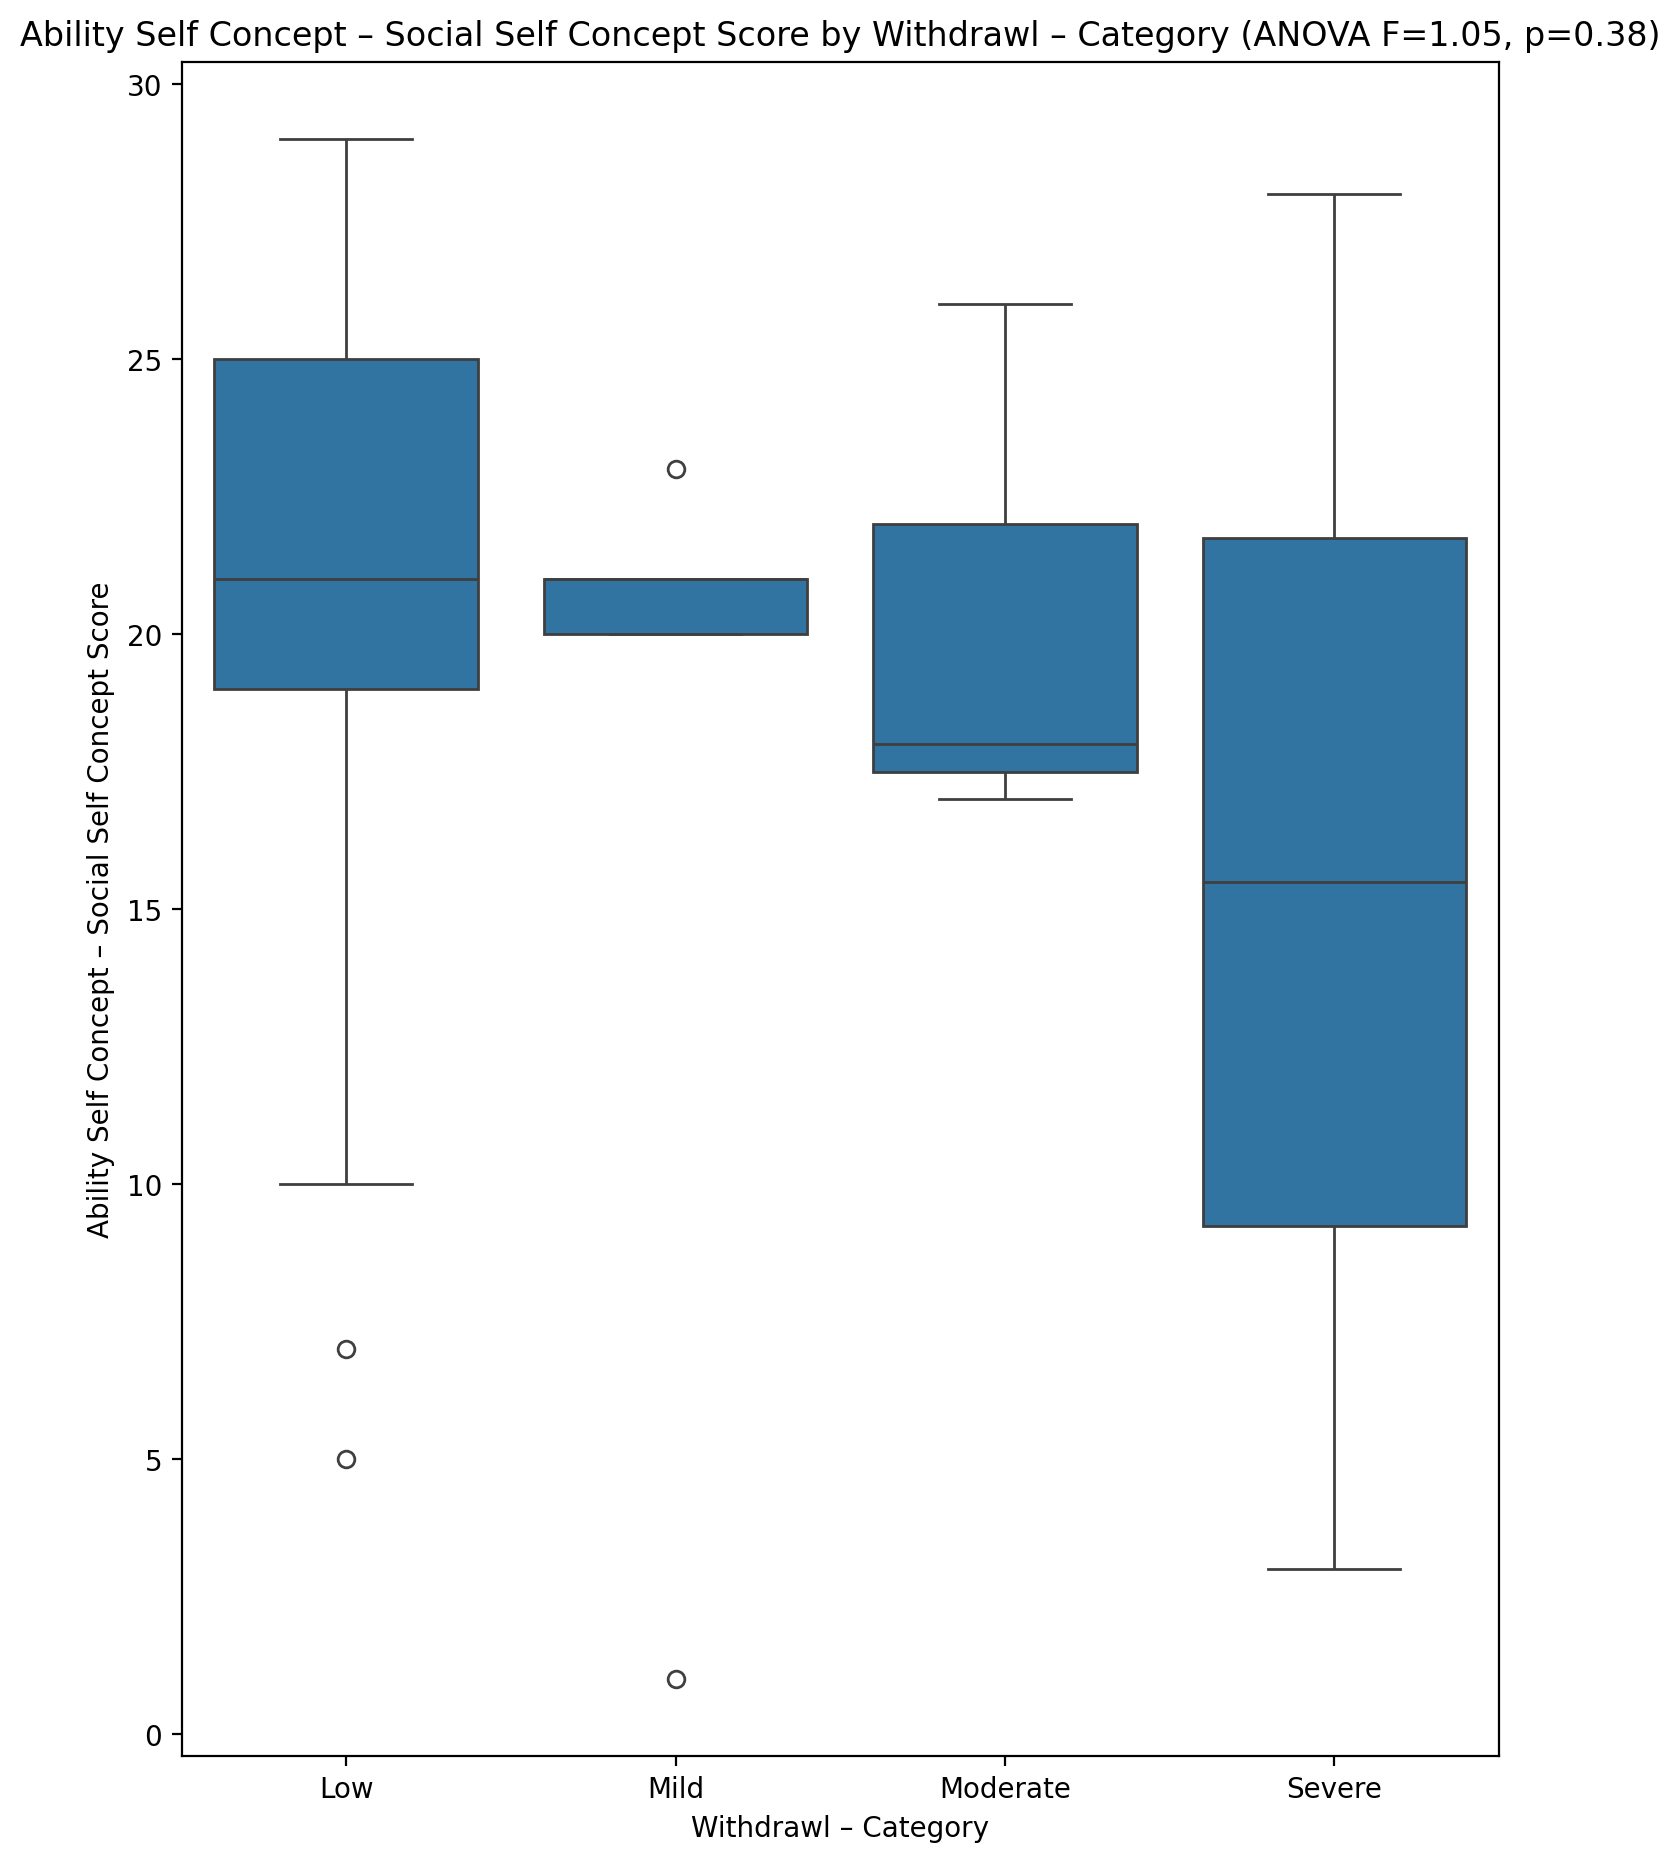 Ability Self Concept – Social Self Concept Score by Withdrawl – Category (ANOVA F=1.05, p=0.38)
Ability Self Concept – Social Self Concept Score
30
25
20
15
10
5
0
Low Mild Moderate Severe
Withdrawl – Category